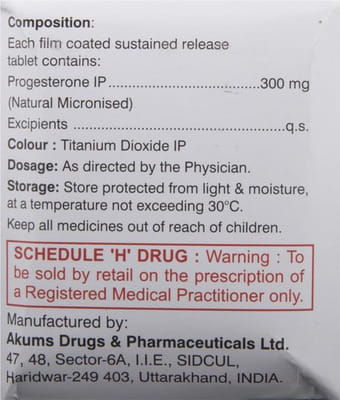 Composition:
Each film coated sustained release
tablet contains:
Progesterone IP.......................................300 mg
(Natural Micronised)
Excipients ......................................................q.s.
Colour : Titanium Dioxide IP
Dosage: As directed by the Physician.
Storage: Store protected from light & moisture,
at a temperature not exceeding 30°C.
Keep all medicines out of reach of children.
SCHEDULE 'H' DRUG : Warning : To
be sold by retail on the prescription of
a Registered Medical Practitioner only.
Manufactured by:
Akums Drugs & Pharmaceuticals Ltd.
47, 48, Sector-6A, I.I.E., SIDCUL,
Haridwar-249 403, Uttarakhand, INDIA.